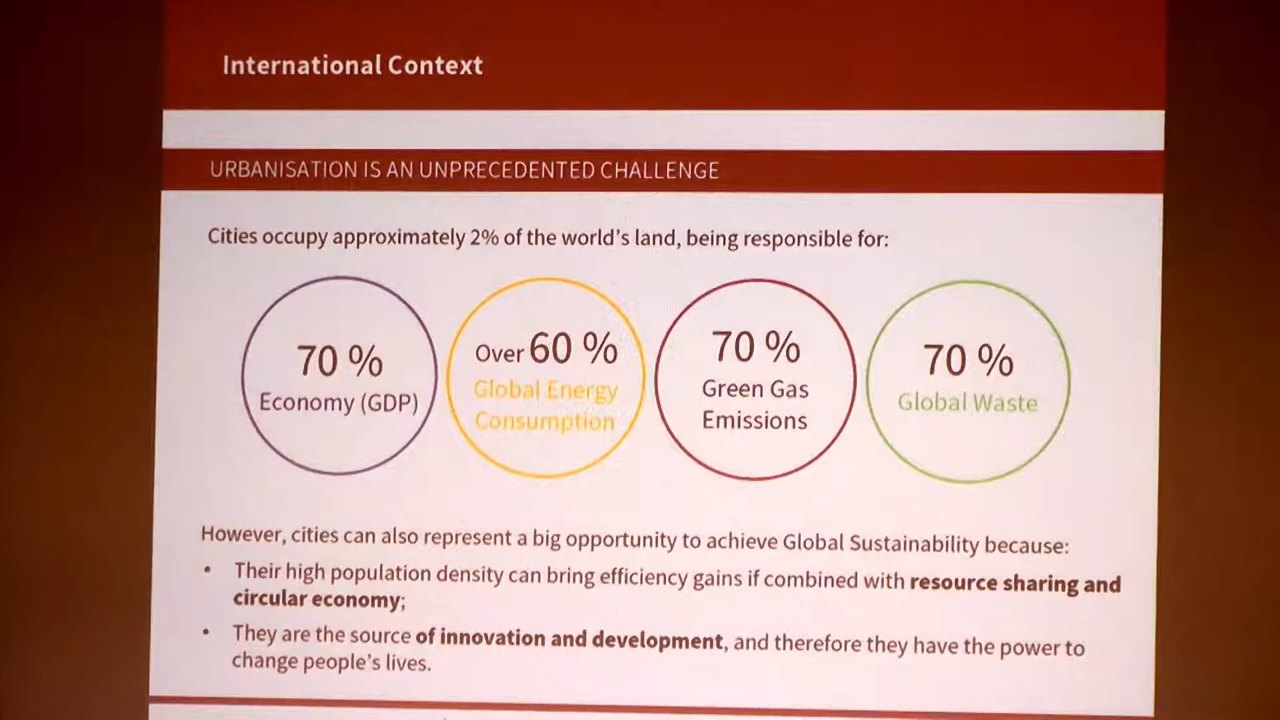 International Context
URBANISATION IS AN UNPRECEDENTED CHALLENGE
Cities occupy approximately 2% of the world's land, being responsible for:
70 %
Economy (GDP)
Over 60 %
Global Energy
Consumption
70 %
Green Gas
Emissions
70 %
Global Waste
However, cities can also represent a big opportunity to achieve Global Sustainability because:
• Their high population density can bring efficiency gains if combined with resource sharing and
circular economy;
• They are the source of innovation and development, and therefore they have the power to
change people's lives.